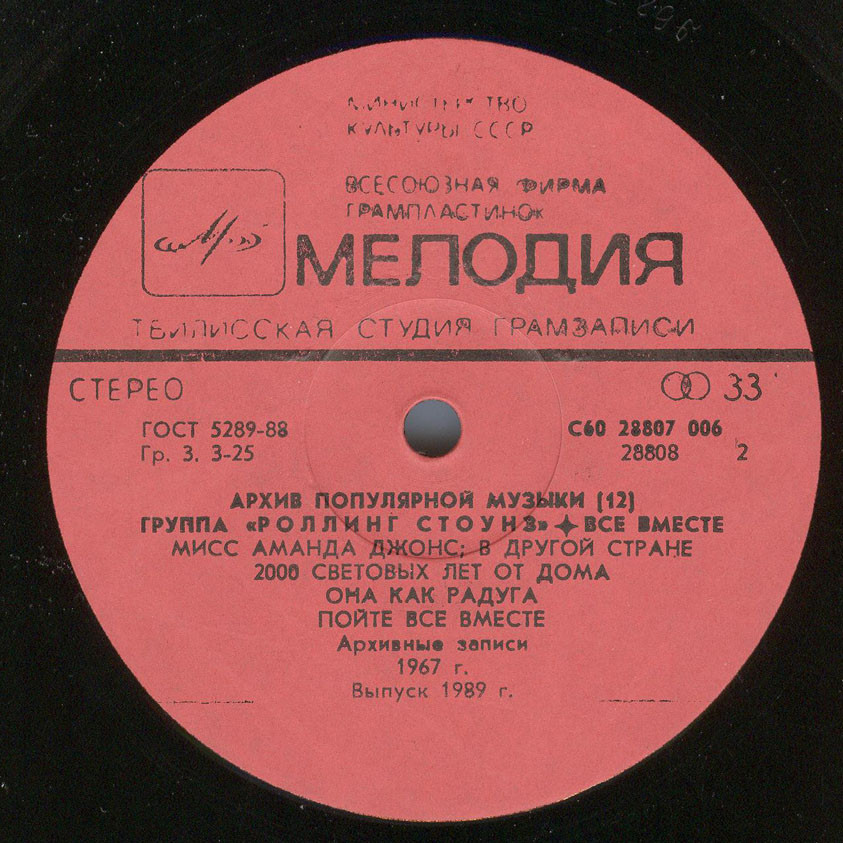 МИНИСТЕРСТВО
КУЛЬТУРЫ СССР
ВСЕСОЮЗНАЯ ФИРМА
ГРАМПЛАСТИНОК
МЕЛОДИЯ
ТБИЛИССКАЯ СТУДИЯ ГРАМЗАПИСИ
СТЕРЕО 33
ГОСТ 5289-88 С60 28807 006
Гр. 3. 3-25 28808 2
АРХИВ ПОПУЛЯРНОЙ МУЗЫКИ (12)
ГРУППА «РОЛЛИНГ СТОУНЗ» ✦ ВСЕ ВМЕСТЕ
МИСС АМАНДА ДЖОНС; В ДРУГОЙ СТРАНЕ
2000 СВЕТОВЫХ ЛЕТ ОТ ДОМА
ОНА КАК РАДУГА
ПОЙТЕ ВСЕ ВМЕСТЕ
Архивные записи
1967 г.
Выпуск 1989 г.